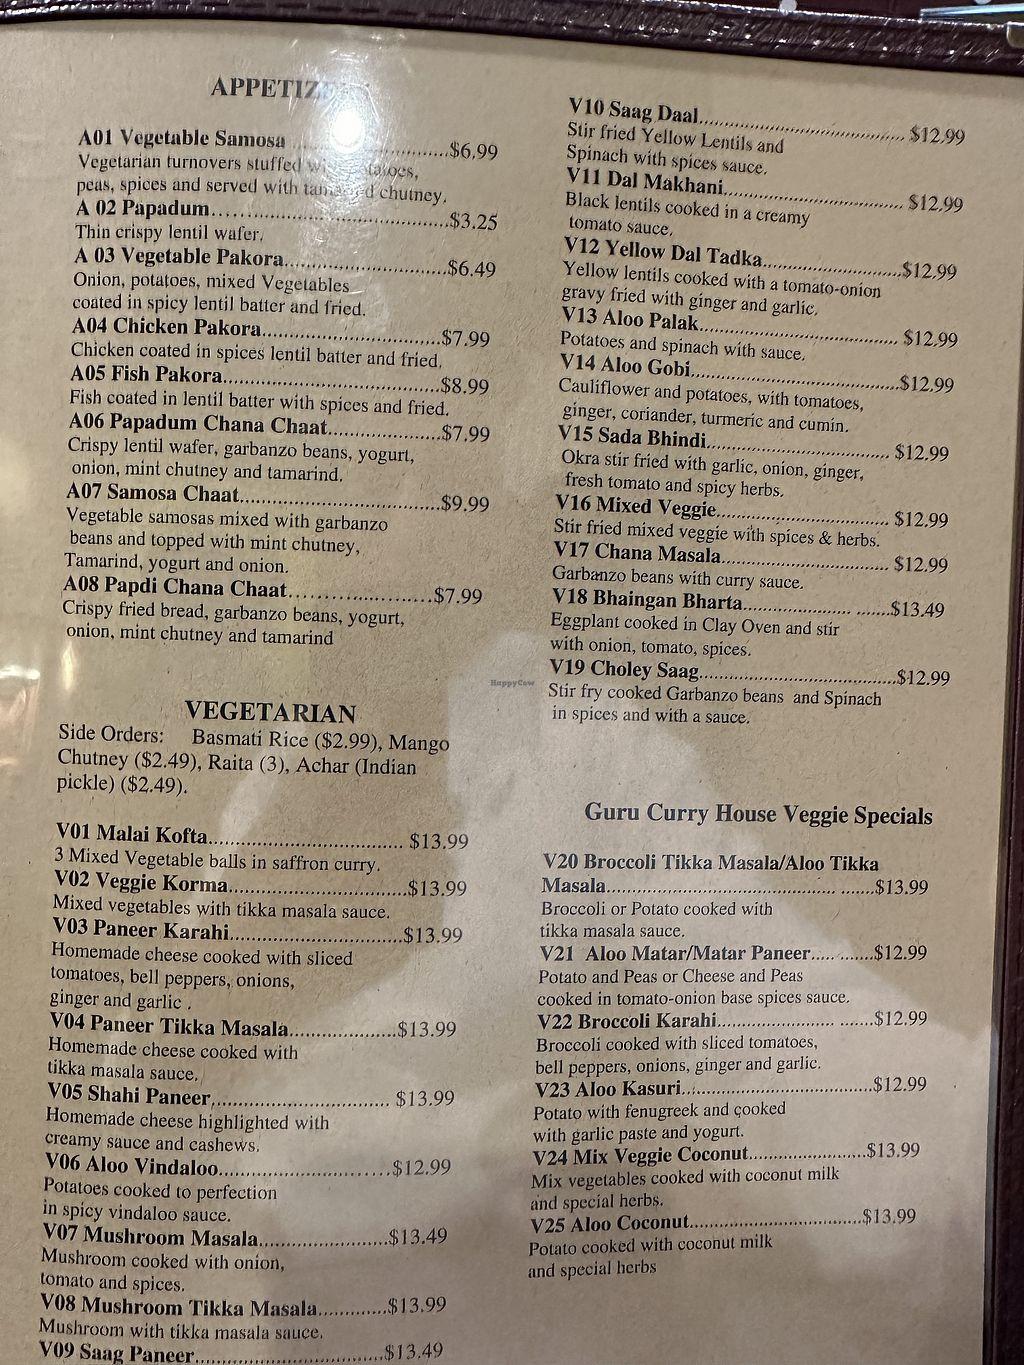 APPETIZ
A01 Vegetable Samosa ...............$6.99
Vegetarian turnovers stuffed
peas, spices and served with chutney.
A 02 Papadum....................................$3.25
Thin crispy lentil wafer.
A 03 Vegetable Pakora.........................$6.49
Onion, potatoes, mixed Vegetables
coated in spicy lentil batter and fried.
A04 Chicken Pakora............................$7.99
Chicken coated in spices lentil batter and fried.
A05 Fish Pakora..................................$8.99
Fish coated in lentil batter with spices and fried.
A06 Papadum Chana Chaat..................$7.99
Crispy lentil wafer, garbanzo beans, yogurt,
onion, mint chutney and tamarind.
A07 Samosa Chaat...............................$9.99
Vegetable samosas mixed with garbanzo
beans and topped with mint chutney,
Tamarind, yogurt and onion.
A08 Papdi Chana Chaat......................$7.99
Crispy fried bread, garbanzo beans, yogurt,
onion, mint chutney and tamarind
VEGETARIAN
Side Orders: Basmati Rice ($2.99), Mango
Chutney ($2.49), Raita (3), Achar (Indian
pickle) ($2.49).
V01 Malai Kofta............................... $13.99
3 Mixed Vegetable balls in saffron curry.
V02 Veggie Korma............................$13.99
Mixed vegetables with tikka masala sauce.
V03 Paneer Karahi...........................$13.99
Homemade cheese cooked with sliced
tomatoes, bell peppers, onions,
ginger and garlic .
V04 Paneer Tikka Masala.................$13.99
Homemade cheese cooked with
tikka masala sauce.
V05 Shahi Paneer............................ $13.99
Homemade cheese highlighted with
creamy sauce and cashews.
V06 Aloo Vindaloo...........................$12.99
Potatoes cooked to perfection
in spicy vindaloo sauce.
V07 Mushroom Masala....................$13.49
Mushroom cooked with onion,
tomato and spices.
V08 Mushroom Tikka Masala...........$13.99
Mushroom with tikka masala sauce.
V09 Saag Paneer..............................$13.49
V10 Saag Daal................................. $12.99
Stir fried Yellow Lentils and
Spinach with spices sauce.
V11 Dal Makhani............................. $12.99
Black lentils cooked in a creamy
tomato sauce.
V12 Yellow Dal Tadka......................$12.99
Yellow lentils cooked with a tomato-onion
gravy fried with ginger and garlic.
V13 Aloo Palak................................ $12.99
Potatoes and spinach with sauce.
V14 Aloo Gobi.................................$12.99
Cauliflower and potatoes, with tomatoes,
ginger, coriander, turmeric and cumin.
V15 Sada Bhindi............................. $12.99
Okra stir fried with garlic, onion, ginger,
fresh tomato and spicy herbs.
V16 Mixed Veggie........................... $12.99
Stir fried mixed veggie with spices & herbs.
V17 Chana Masala.......................... $12.99
Garbanzo beans with curry sauce.
V18 Bhaingan Bharta.................... .......$13.49
Eggplant cooked in Clay Oven and stir
with onion, tomato, spices.
V19 Choley Saag.............................$12.99
Stir fry cooked Garbanzo beans and Spinach
in spices and with a sauce.
Guru Curry House Veggie Specials
V20 Broccoli Tikka Masala/Aloo Tikka
Masala......................................... .......$13.99
Broccoli or Potato cooked with
tikka masala sauce.
V21 Aloo Matar/Matar Paneer..... .......$12.99
Potato and Peas or Cheese and Peas
cooked in tomato-onion base spices sauce.
V22 Broccoli Karahi..................... .......$12.99
Broccoli cooked with sliced tomatoes,
bell peppers, onions, ginger and garlic.
V23 Aloo Kasuri.................................$12.99
Potato with fenugreek and cooked
with garlic paste and yogurt.
V24 Mix Veggie Coconut....................$13.99
Mix vegetables cooked with coconut milk
and special herbs.
V25 Aloo Coconut..............................$13.99
Potato cooked with coconut milk
and special herbs
HappyCow